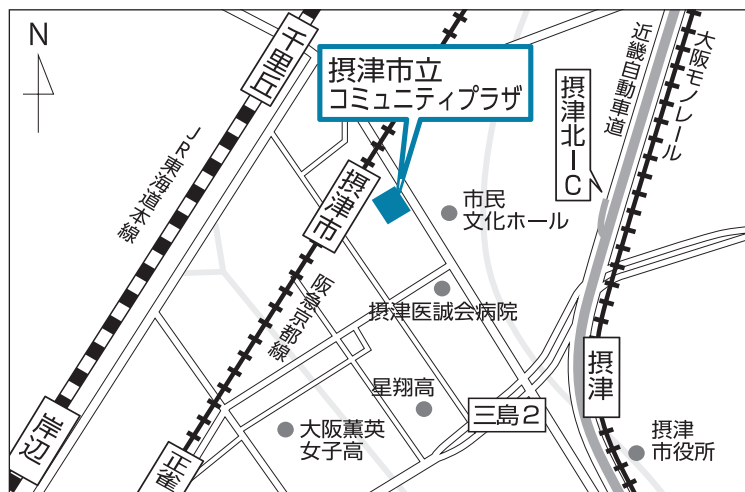 N
千里丘
摂津市立
コミュニティプラザ
近畿自動車道
大阪モノレール
摂津北IC
JR東海道本線
摂津市
市民
文化ホール
阪急京都線
摂津医誠会病院
摂津
星翔高
三島2
岸辺
大阪薫英
女子高
正雀
摂津
市役所